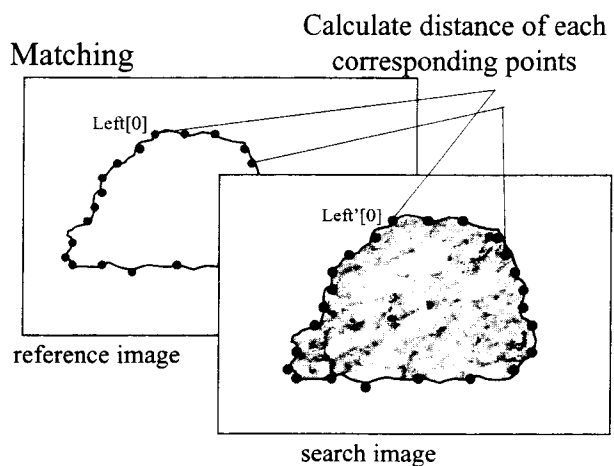 Calculate distance of each
corresponding points
Matching
Left[0]
Left'[0]
reference image
search image